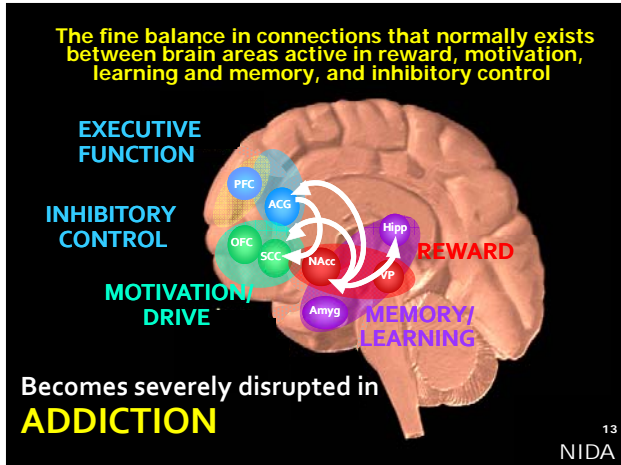 The fine balance in connections that normally exists
between brain areas active in reward, motivation,
learning and memory, and inhibitory control
EXECUTIVE
FUNCTION
PFC
ACG
INHIBITORY
CONTROL
OFC
SCC
Hipp
NAcc
REWARD
VP
MOTIVATION/
DRIVE
Amyg
MEMORY/
LEARNING
Becomes severely disrupted in
ADDICTION
13
NIDA